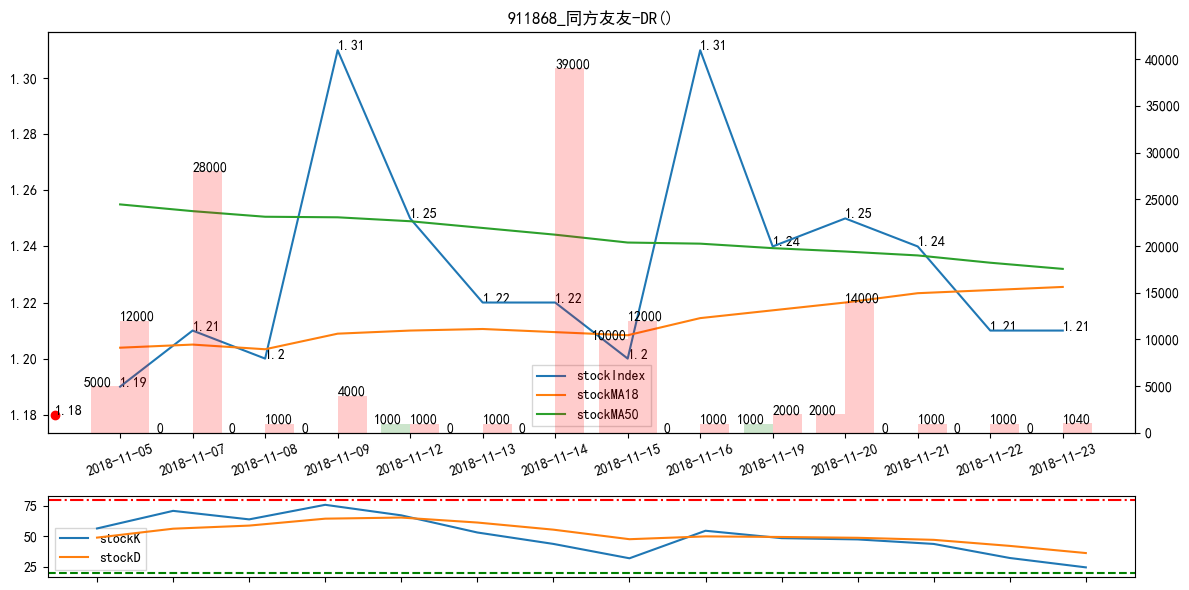 911868_同方友友-DR()
1.31 1.31
1.30 40000
39000
1.28 35000
28000
30000
1.26
25000
1.25 1.25
1.24 1.24 1.24 20000
1.22 1.22 1.22 15000
14000
12000 12000
1.21 10000 1.21 1.21 10000
1.20 1.2 1.2
stockIndex
5000 1.19 4000 stockMA18 5000
1.18 1.18 stockMA50
0 0 1000 0 1000 1000 0 1000 0 0 1000 1000 2000 2000 0 1000 0 1000 0 1040 0
2018-11-05 2018-11-07 2018-11-08 2018-11-09 2018-11-12 2018-11-13 2018-11-14 2018-11-15 2018-11-16 2018-11-19 2018-11-20 2018-11-21 2018-11-22 2018-11-23
75
50 stockK
25 stockD